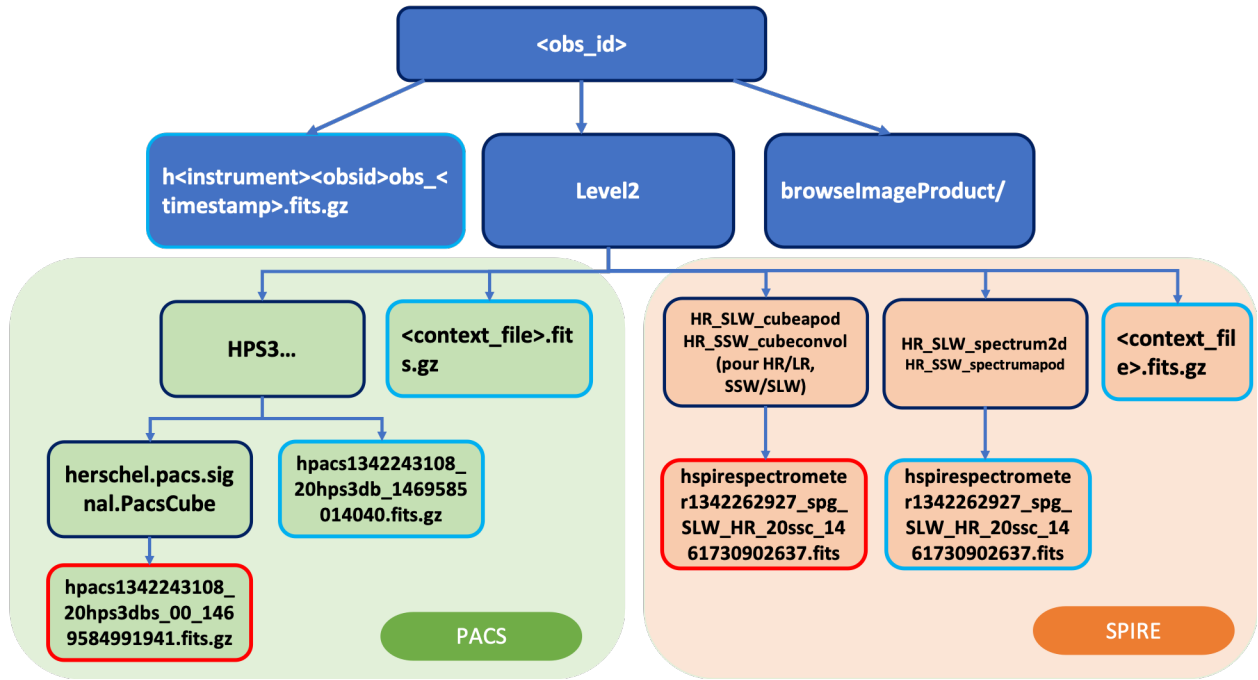 <obs_id>
h<instrument><obsid>obs_<
timestamp>.fits.gz
Level2
browseImageProduct/
HPS3...
<context_file>.fit
s.gz
HR_SLW_cubeapod
HR_SSW_cubeconvol
(pour HR/LR,
SSW/SLW)
HR_SLW_spectrum2d
HR_SSW_spectrumapod
<context_fil
e>.fits.gz
herschel.pacs.sig
nal.PacsCube
hpacs1342243108_
20hps3db_1469585
014040.fits.gz
hspirespectromete
r1342262927_spg_
SLW_HR_20ssc_14
61730902637.fits
hspirespectromete
r1342262927_spg_
SLW_HR_20ssc_14
61730902637.fits
hpacs1342243108_
20hps3dbs_00_146
9584991941.fits.gz
PACS
SPIRE